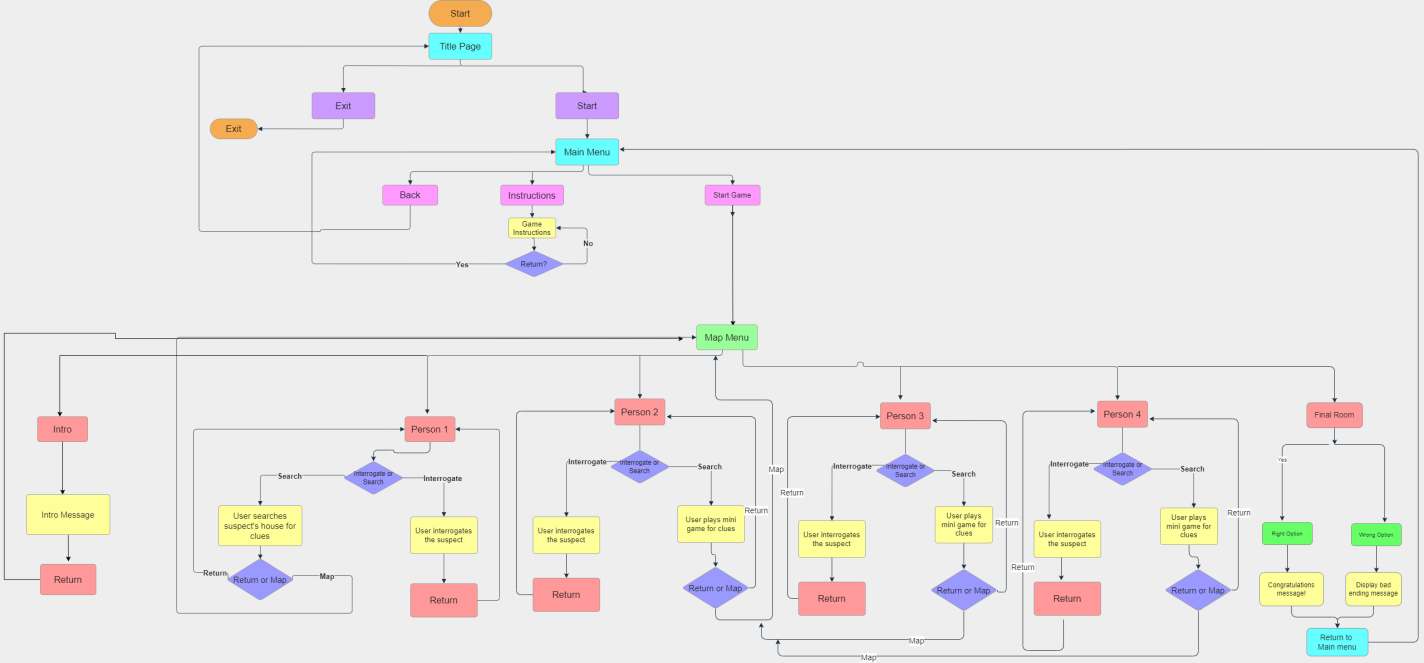 Start
Title Page
Exit
Start
Exit
Main Menu
Back
Instructions
Start Game
Game
Instructions
No
Return?
Yes
Map Menu
Intro
Person 1
Person 2
Person 3
Person 4
Final Room
Intro Message
Return
Search
Interrogate or
Search
Interrogate
User searches
suspect's house for
clues
User interrogates
the suspect
Return
Return or Map
Map
Return
Interrogate
Interrogate or
Search
Search
User interrogates
the suspect
User plays mini
game for clues
Return
Return
Return or Map
Map
Interrogate
Interrogate or
Search
Search
Return
User interrogates
the suspect
User plays
mini game for
clues
Return
Return
Return or Map
Map
Interrogate
Interrogate or
Search
Search
User interrogates
the suspect
User plays
mini game for
clues
Return
Return
Return
Return or Map
Map
Yes
Right Option
Wrong Option
Congratulations
message!
Display bad
ending message
Return to
Main menu